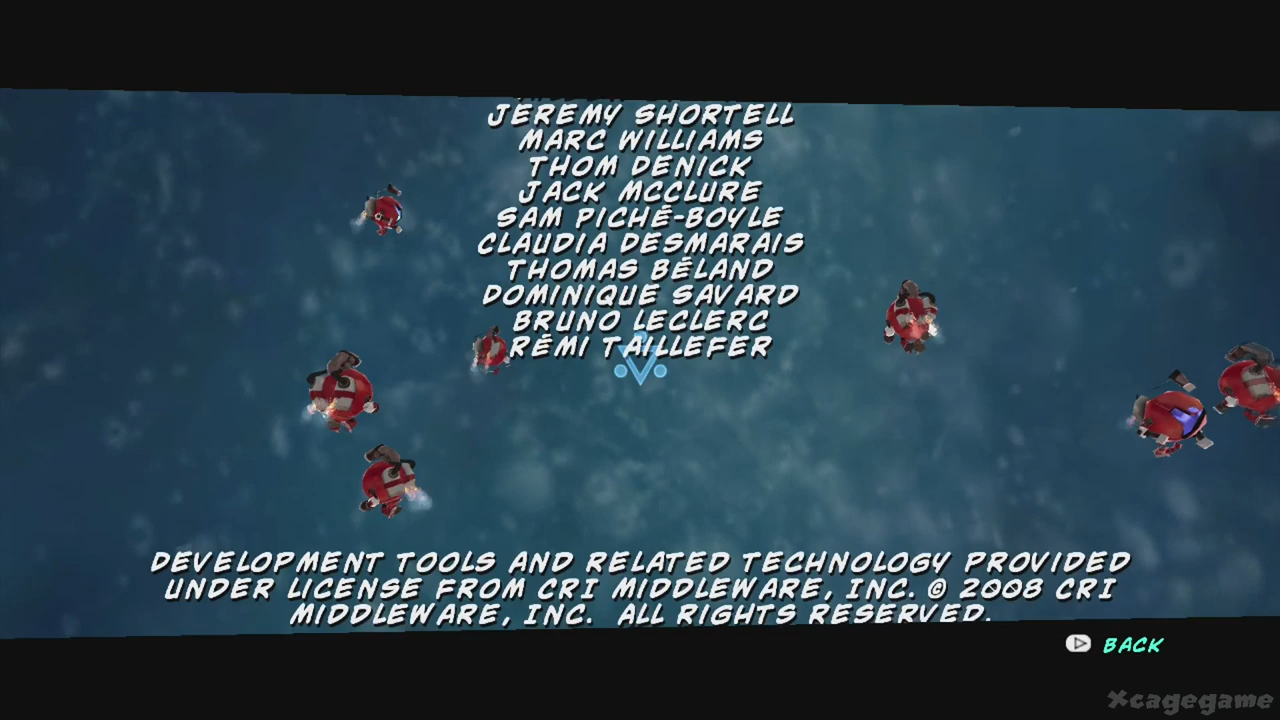 JEREMY SHORTELL
MARC WILLIAMS
THOM DENICK
JACK MCCLURE
SAM PICHÉ-BOYLE
CLAUDIA DESMARAIS
THOMAS BÉLAND
DOMINIQUE SAVARD
BRUNO LECLERC
RÉMI TAILLEFER
DEVELOPMENT TOOLS AND RELATED TECHNOLOGY PROVIDED
UNDER LICENSE FROM CRI MIDDLEWARE, INC. © 2008 CRI
MIDDLEWARE, INC. ALL RIGHTS RESERVED.
BACK
Xcagegame